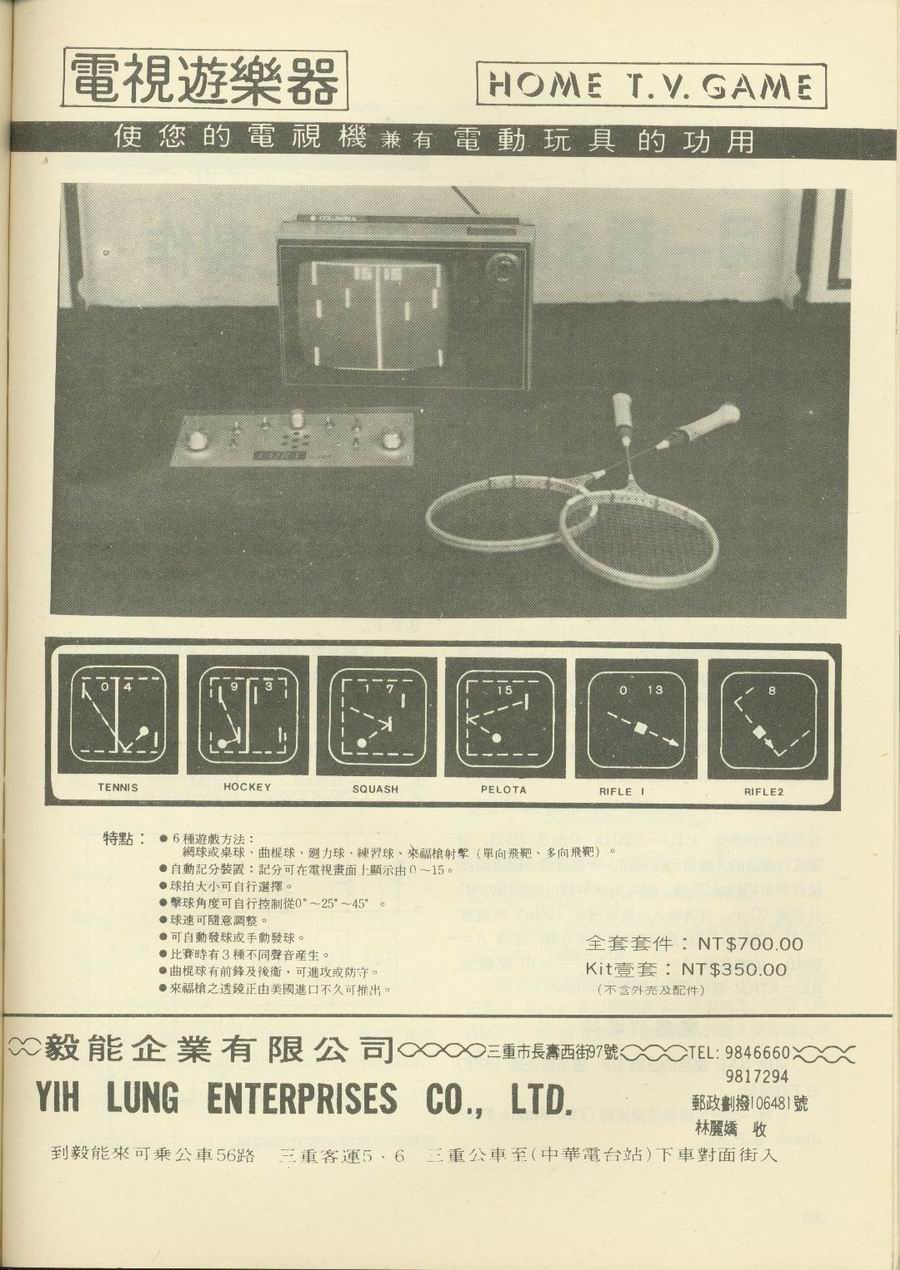 電視遊樂器
HOME T.V. GAME
使您的電視機兼有電動玩具的功用
COLUMBIA
15 15
0 4
9 3
1 7
15
0 13
8
TENNIS
HOCKEY
SQUASH
PELOTA
RIFLE 1
RIFLE2
特點：
●6種遊戲方法：
網球或桌球、曲棍球、廻力球、練習球、來福槍射擊（單向飛靶、多向飛靶）。
●自動記分裝置：記分可在電視畫面上顯示由0～15。
●球拍大小可自行選擇。
●擊球角度可自行控制從0°～25°～45°。
●球速可隨意調整。
●可自動發球或手動發球。
●比賽時有3種不同聲音産生。
●曲棍球有前鋒及後衞，可進攻或防守。
●來福槍之透鏡正由美國進口不久可推出。
全套套件：NT$700.00
Kit壹套：NT$350.00
（不含外壳及配件）
毅能企業有限公司
三重市長壽西街97號
TEL: 9846660
9817294
YIH LUNG ENTERPRISES CO., LTD.
郵政劃撥106481號
林麗嬌 收
到毅能來可乘公車56路 三重客運5、6 三重公車至(中華電台站)下車對面街入